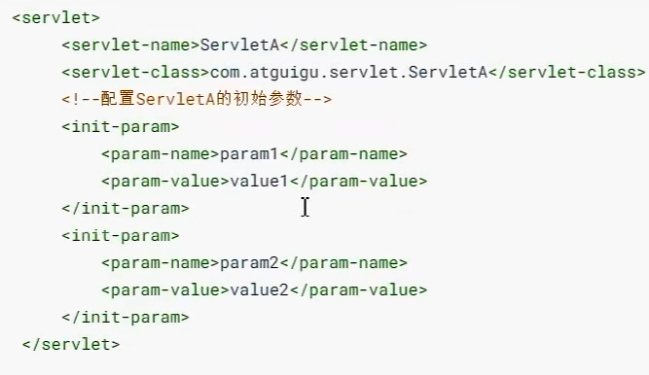 <servlet>
<servlet-name>ServletA</servlet-name>
<servlet-class>com.atguigu.servlet.ServletA</servlet-class>
<!--配置ServletA的初始参数-->
<init-param>
<param-name>param1</param-name>
<param-value>value1</param-value>
</init-param>
<init-param>
<param-name>param2</param-name>
<param-value>value2</param-value>
</init-param>
</servlet>